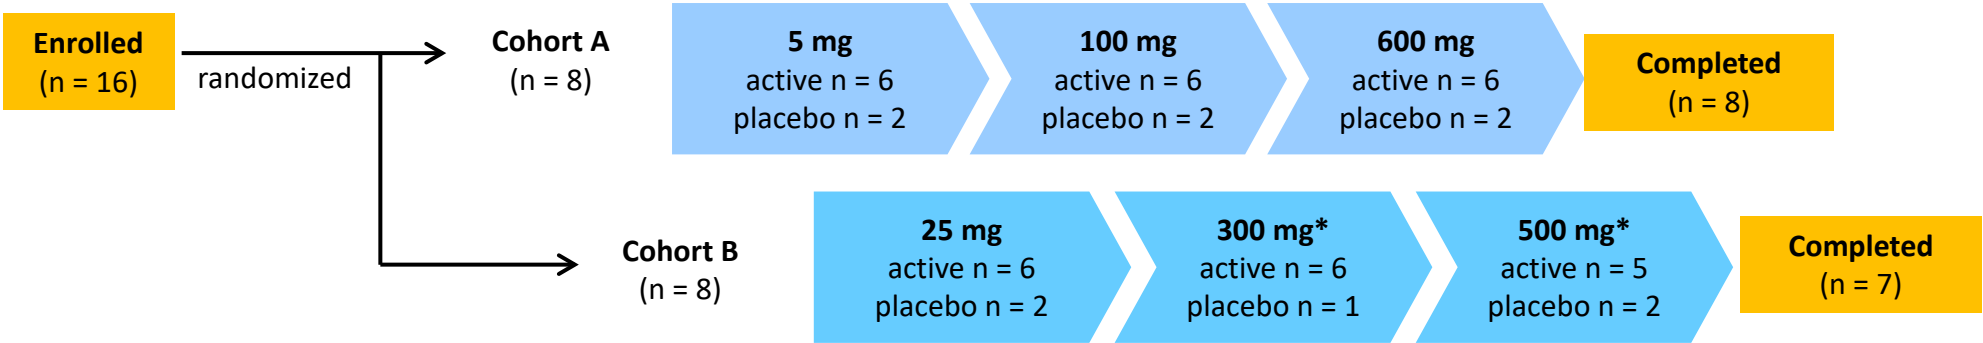 Enrolled
(n = 16)
randomized
Cohort A
(n = 8)
5 mg
active n = 6
placebo n = 2
100 mg
active n = 6
placebo n = 2
600 mg
active n = 6
placebo n = 2
Completed
(n = 8)
Cohort B
(n = 8)
25 mg
active n = 6
placebo n = 2
300 mg*
active n = 6
placebo n = 1
500 mg*
active n = 5
placebo n = 2
Completed
(n = 7)